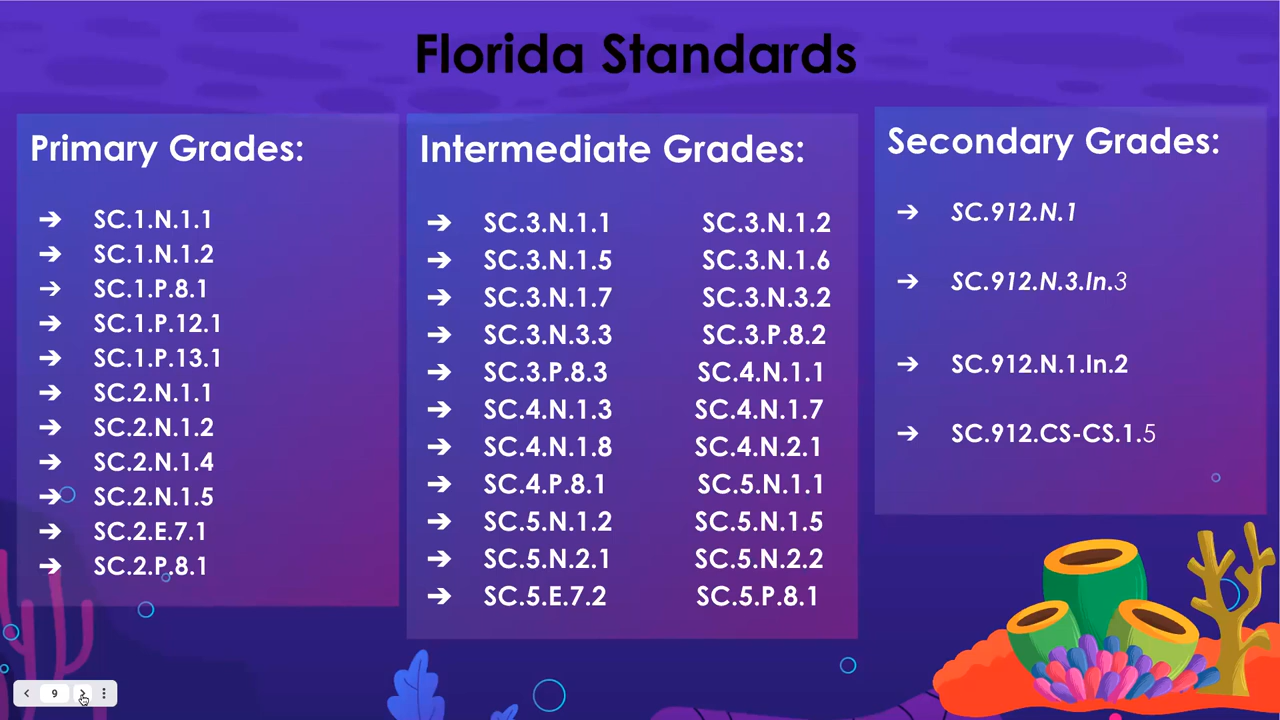 Florida Standards
Primary Grades:
➔ SC.1.N.1.1
➔ SC.1.N.1.2
➔ SC.1.P.8.1
➔ SC.1.P.12.1
➔ SC.1.P.13.1
➔ SC.2.N.1.1
➔ SC.2.N.1.2
➔ SC.2.N.1.4
➔ SC.2.N.1.5
➔ SC.2.E.7.1
➔ SC.2.P.8.1
Intermediate Grades:
➔ SC.3.N.1.1 SC.3.N.1.2
➔ SC.3.N.1.5 SC.3.N.1.6
➔ SC.3.N.1.7 SC.3.N.3.2
➔ SC.3.N.3.3 SC.3.P.8.2
➔ SC.3.P.8.3 SC.4.N.1.1
➔ SC.4.N.1.3 SC.4.N.1.7
➔ SC.4.N.1.8 SC.4.N.2.1
➔ SC.4.P.8.1 SC.5.N.1.1
➔ SC.5.N.1.2 SC.5.N.1.5
➔ SC.5.N.2.1 SC.5.N.2.2
➔ SC.5.E.7.2 SC.5.P.8.1
Secondary Grades:
➔ SC.912.N.1
➔ SC.912.N.3.In.3
➔ SC.912.N.1.In.2
➔ SC.912.CS-CS.1.5
9